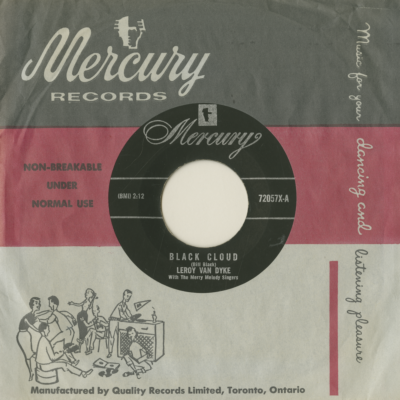 Mercury
RECORDS
Music for your dancing and listening pleasure
NON-BREAKABLE
UNDER
NORMAL USE
Mercury
72057X-A
BLACK CLOUD
LEROY VAN DYKE
With The Merry Melody Singers
Manufactured by Quality Records Limited, Toronto, Ontario